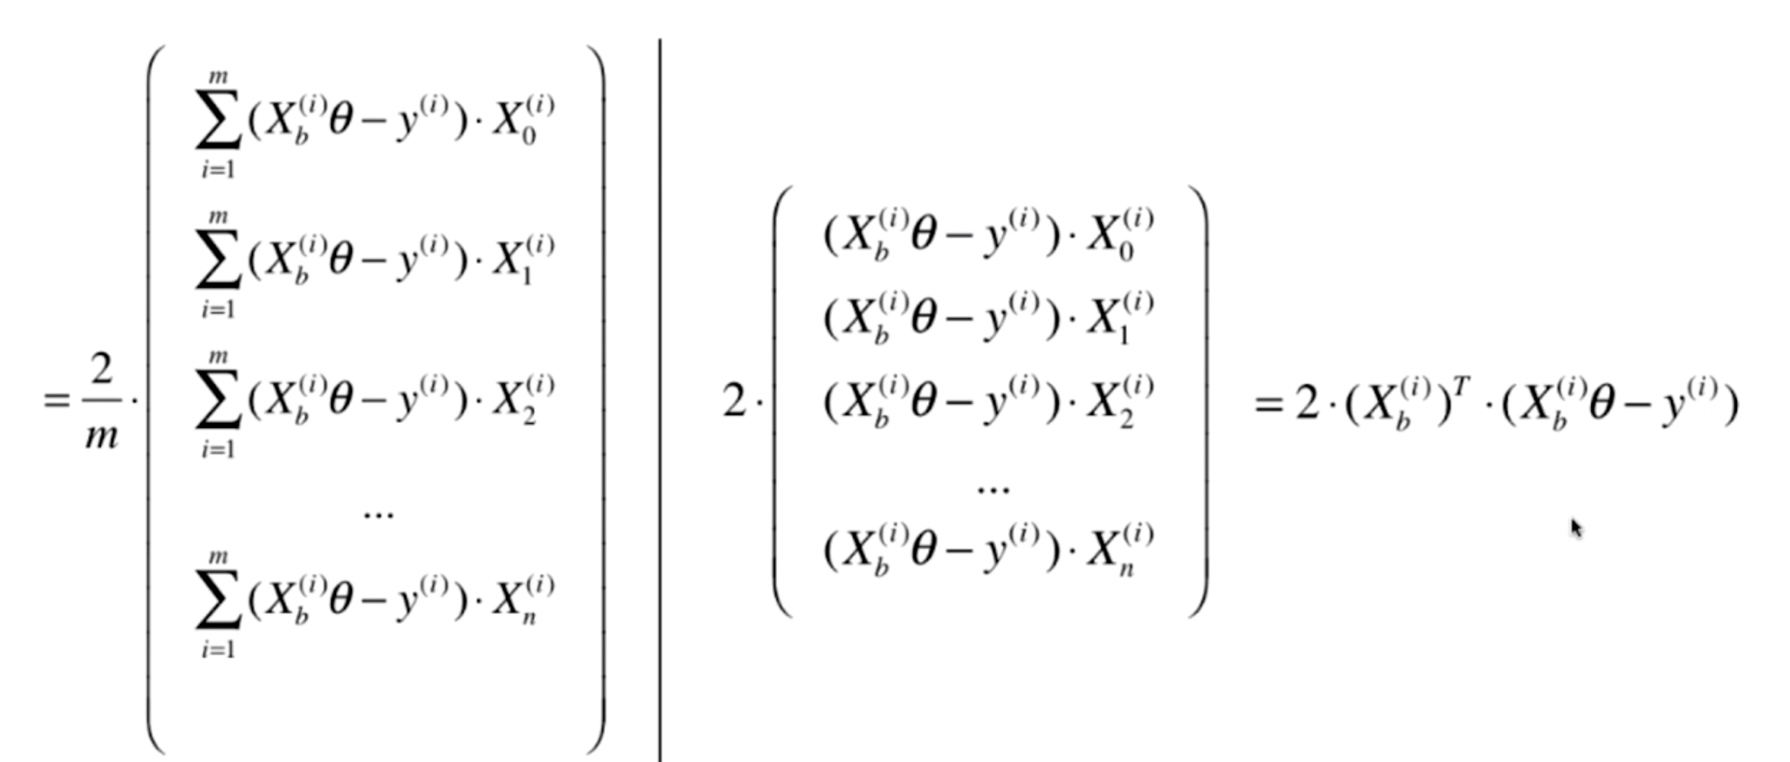 = \frac{2}{m} \cdot \begin{pmatrix} \sum_{i=1}^{m} (X_b^{(i)}\theta - y^{(i)}) \cdot X_0^{(i)} \\ \sum_{i=1}^{m} (X_b^{(i)}\theta - y^{(i)}) \cdot X_1^{(i)} \\ \sum_{i=1}^{m} (X_b^{(i)}\theta - y^{(i)}) \cdot X_2^{(i)} \\ \cdots \\ \sum_{i=1}^{m} (X_b^{(i)}\theta - y^{(i)}) \cdot X_n^{(i)} \end{pmatrix}
2 \cdot \begin{pmatrix} (X_b^{(i)}\theta - y^{(i)}) \cdot X_0^{(i)} \\ (X_b^{(i)}\theta - y^{(i)}) \cdot X_1^{(i)} \\ (X_b^{(i)}\theta - y^{(i)}) \cdot X_2^{(i)} \\ \cdots \\ (X_b^{(i)}\theta - y^{(i)}) \cdot X_n^{(i)} \end{pmatrix} = 2 \cdot (X_b^{(i)})^T \cdot (X_b^{(i)}\theta - y^{(i)})